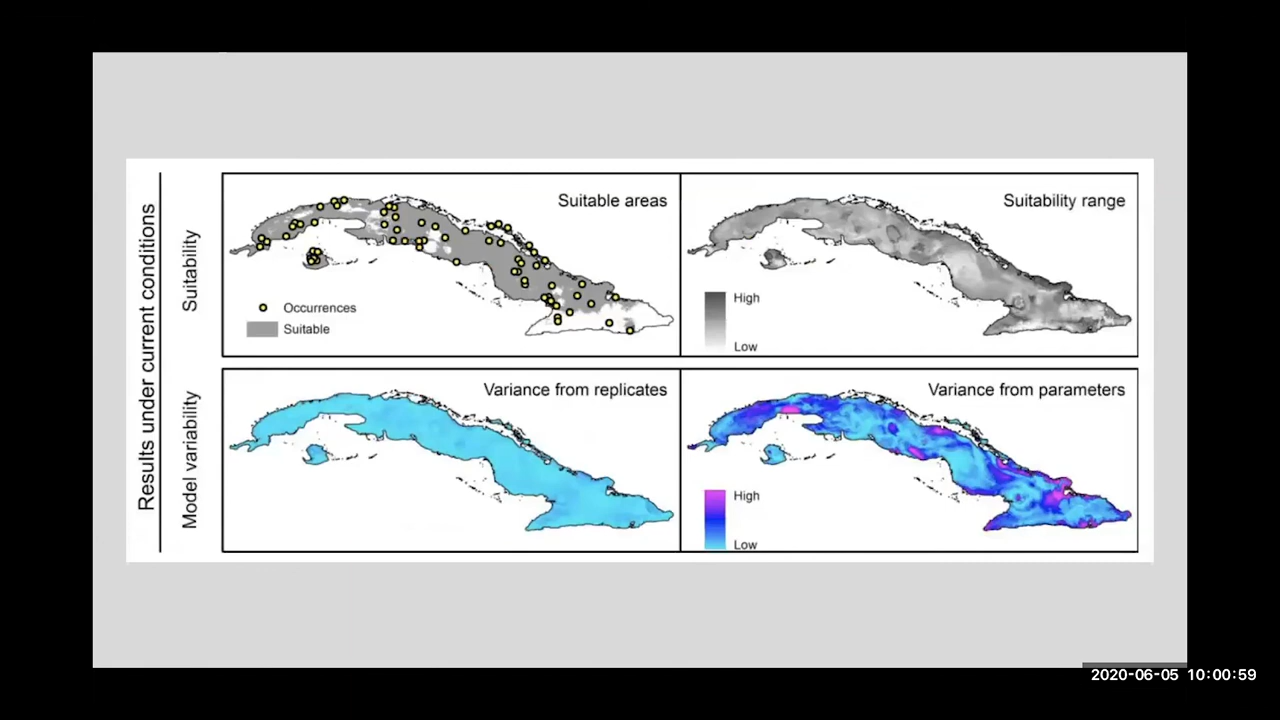 Results under current conditions
Suitability
Suitable areas
Occurrences
Suitable
Suitability range
High
Low
Model variability
Variance from replicates
Variance from parameters
High
Low
2020-06-05 10:00:59